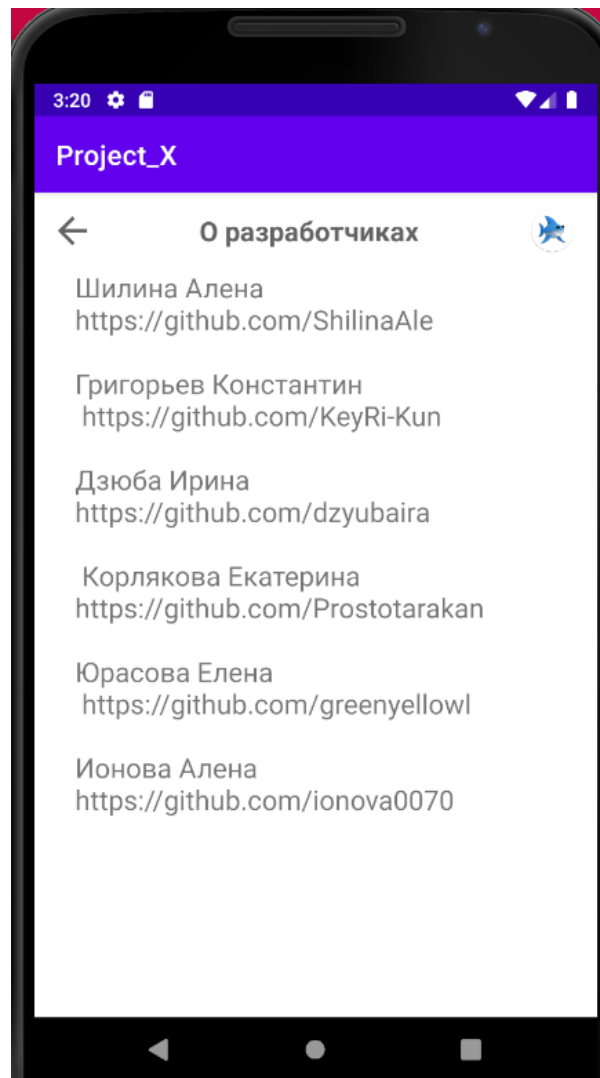 3:20
Project_X
О разработчиках
Шилина Алена
https://github.com/ShilinaAle
Григорьев Константин
https://github.com/KeyRi-Kun
Дзюба Ирина
https://github.com/dzyubaira
Корлякова Екатерина
https://github.com/Prostotarakan
Юрасова Елена
https://github.com/greenyellowl
Ионова Алена
https://github.com/ionova0070